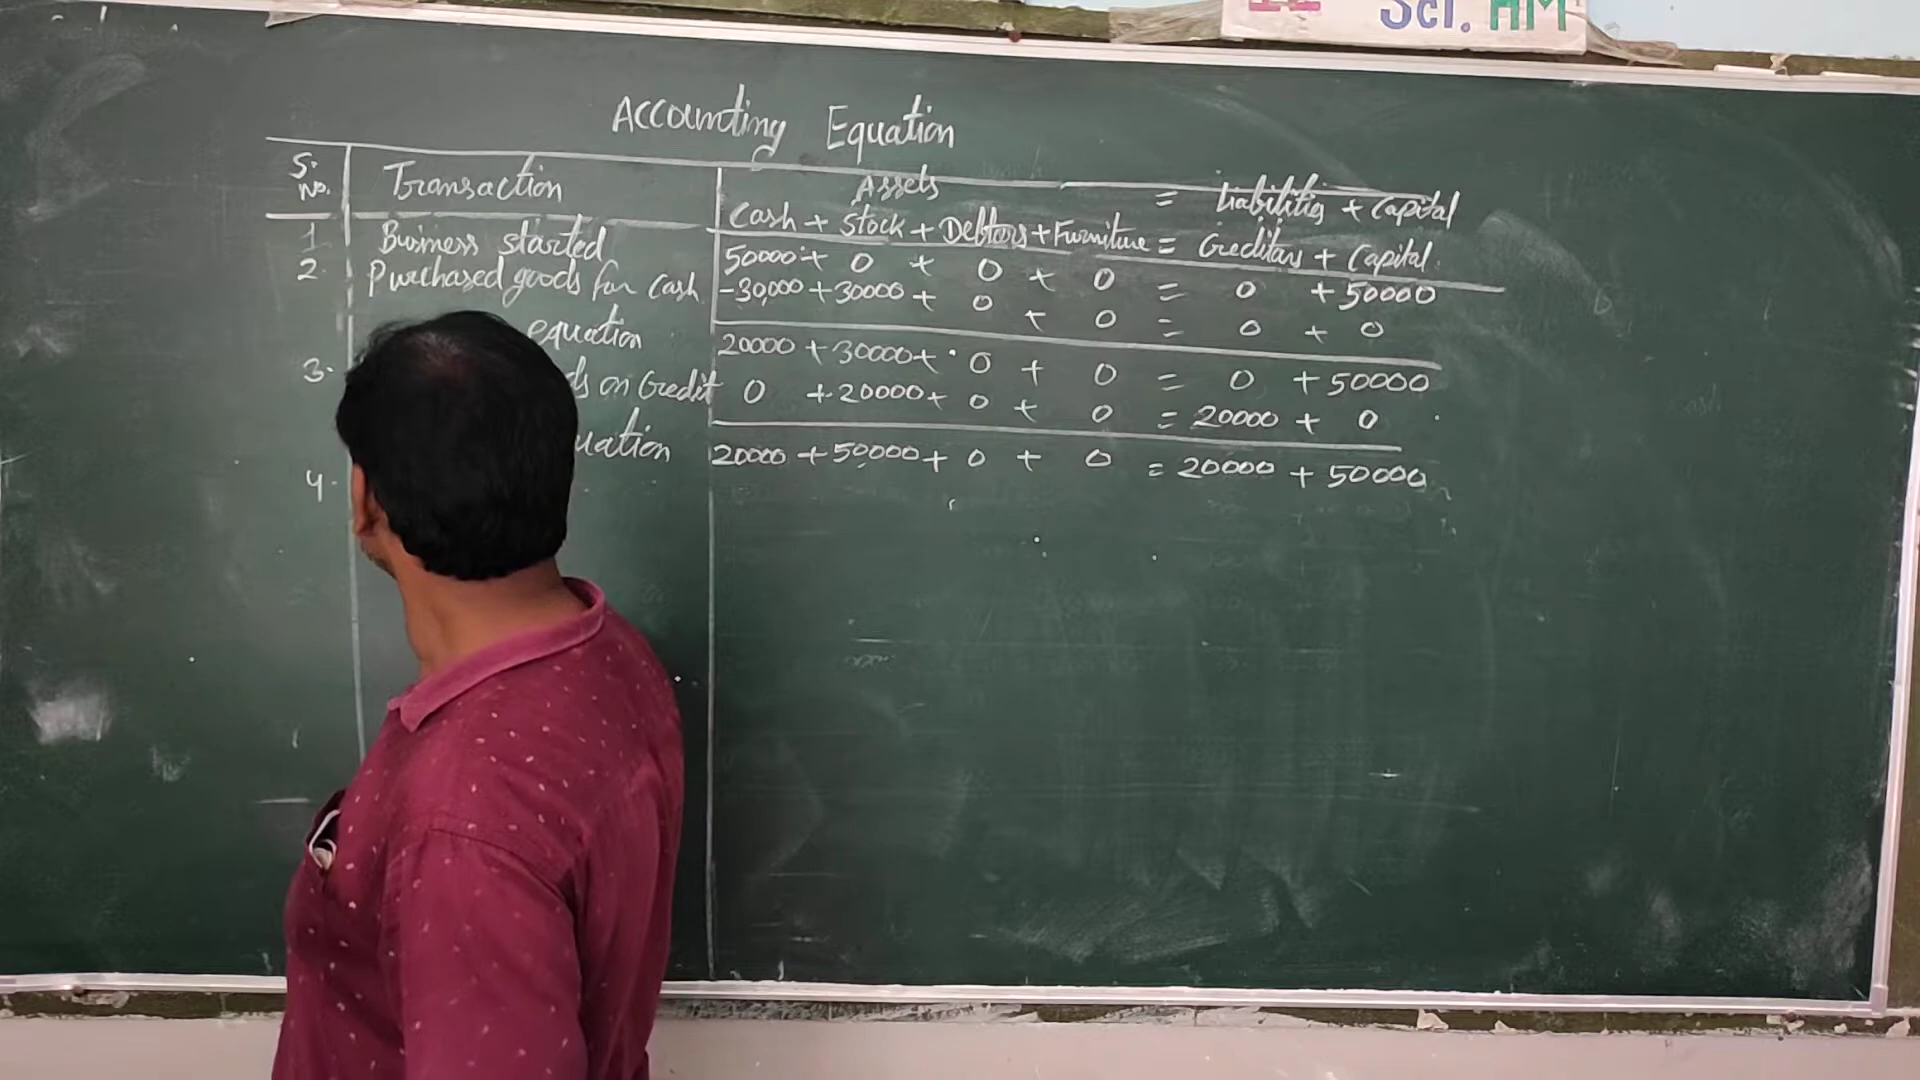 Sci. HM
Accounting Equation
S. No. Transaction Assets = Liabilities + Capital
Cash + Stock + Debtors + Furniture = Creditors + Capital
1 Business started 50000 + 0 + 0 + 0 = 0 + 50000
2. Purchased goods for cash -30,000 + 30000 + 0 + 0 = 0 + 0
equation 20000 + 30000 + 0 + 0 = 0 + 50000
3. on Credit 0 + 20000 + 0 + 0 = 20000 + 0
20000 + 50000 + 0 + 0 = 20000 + 50000
4.